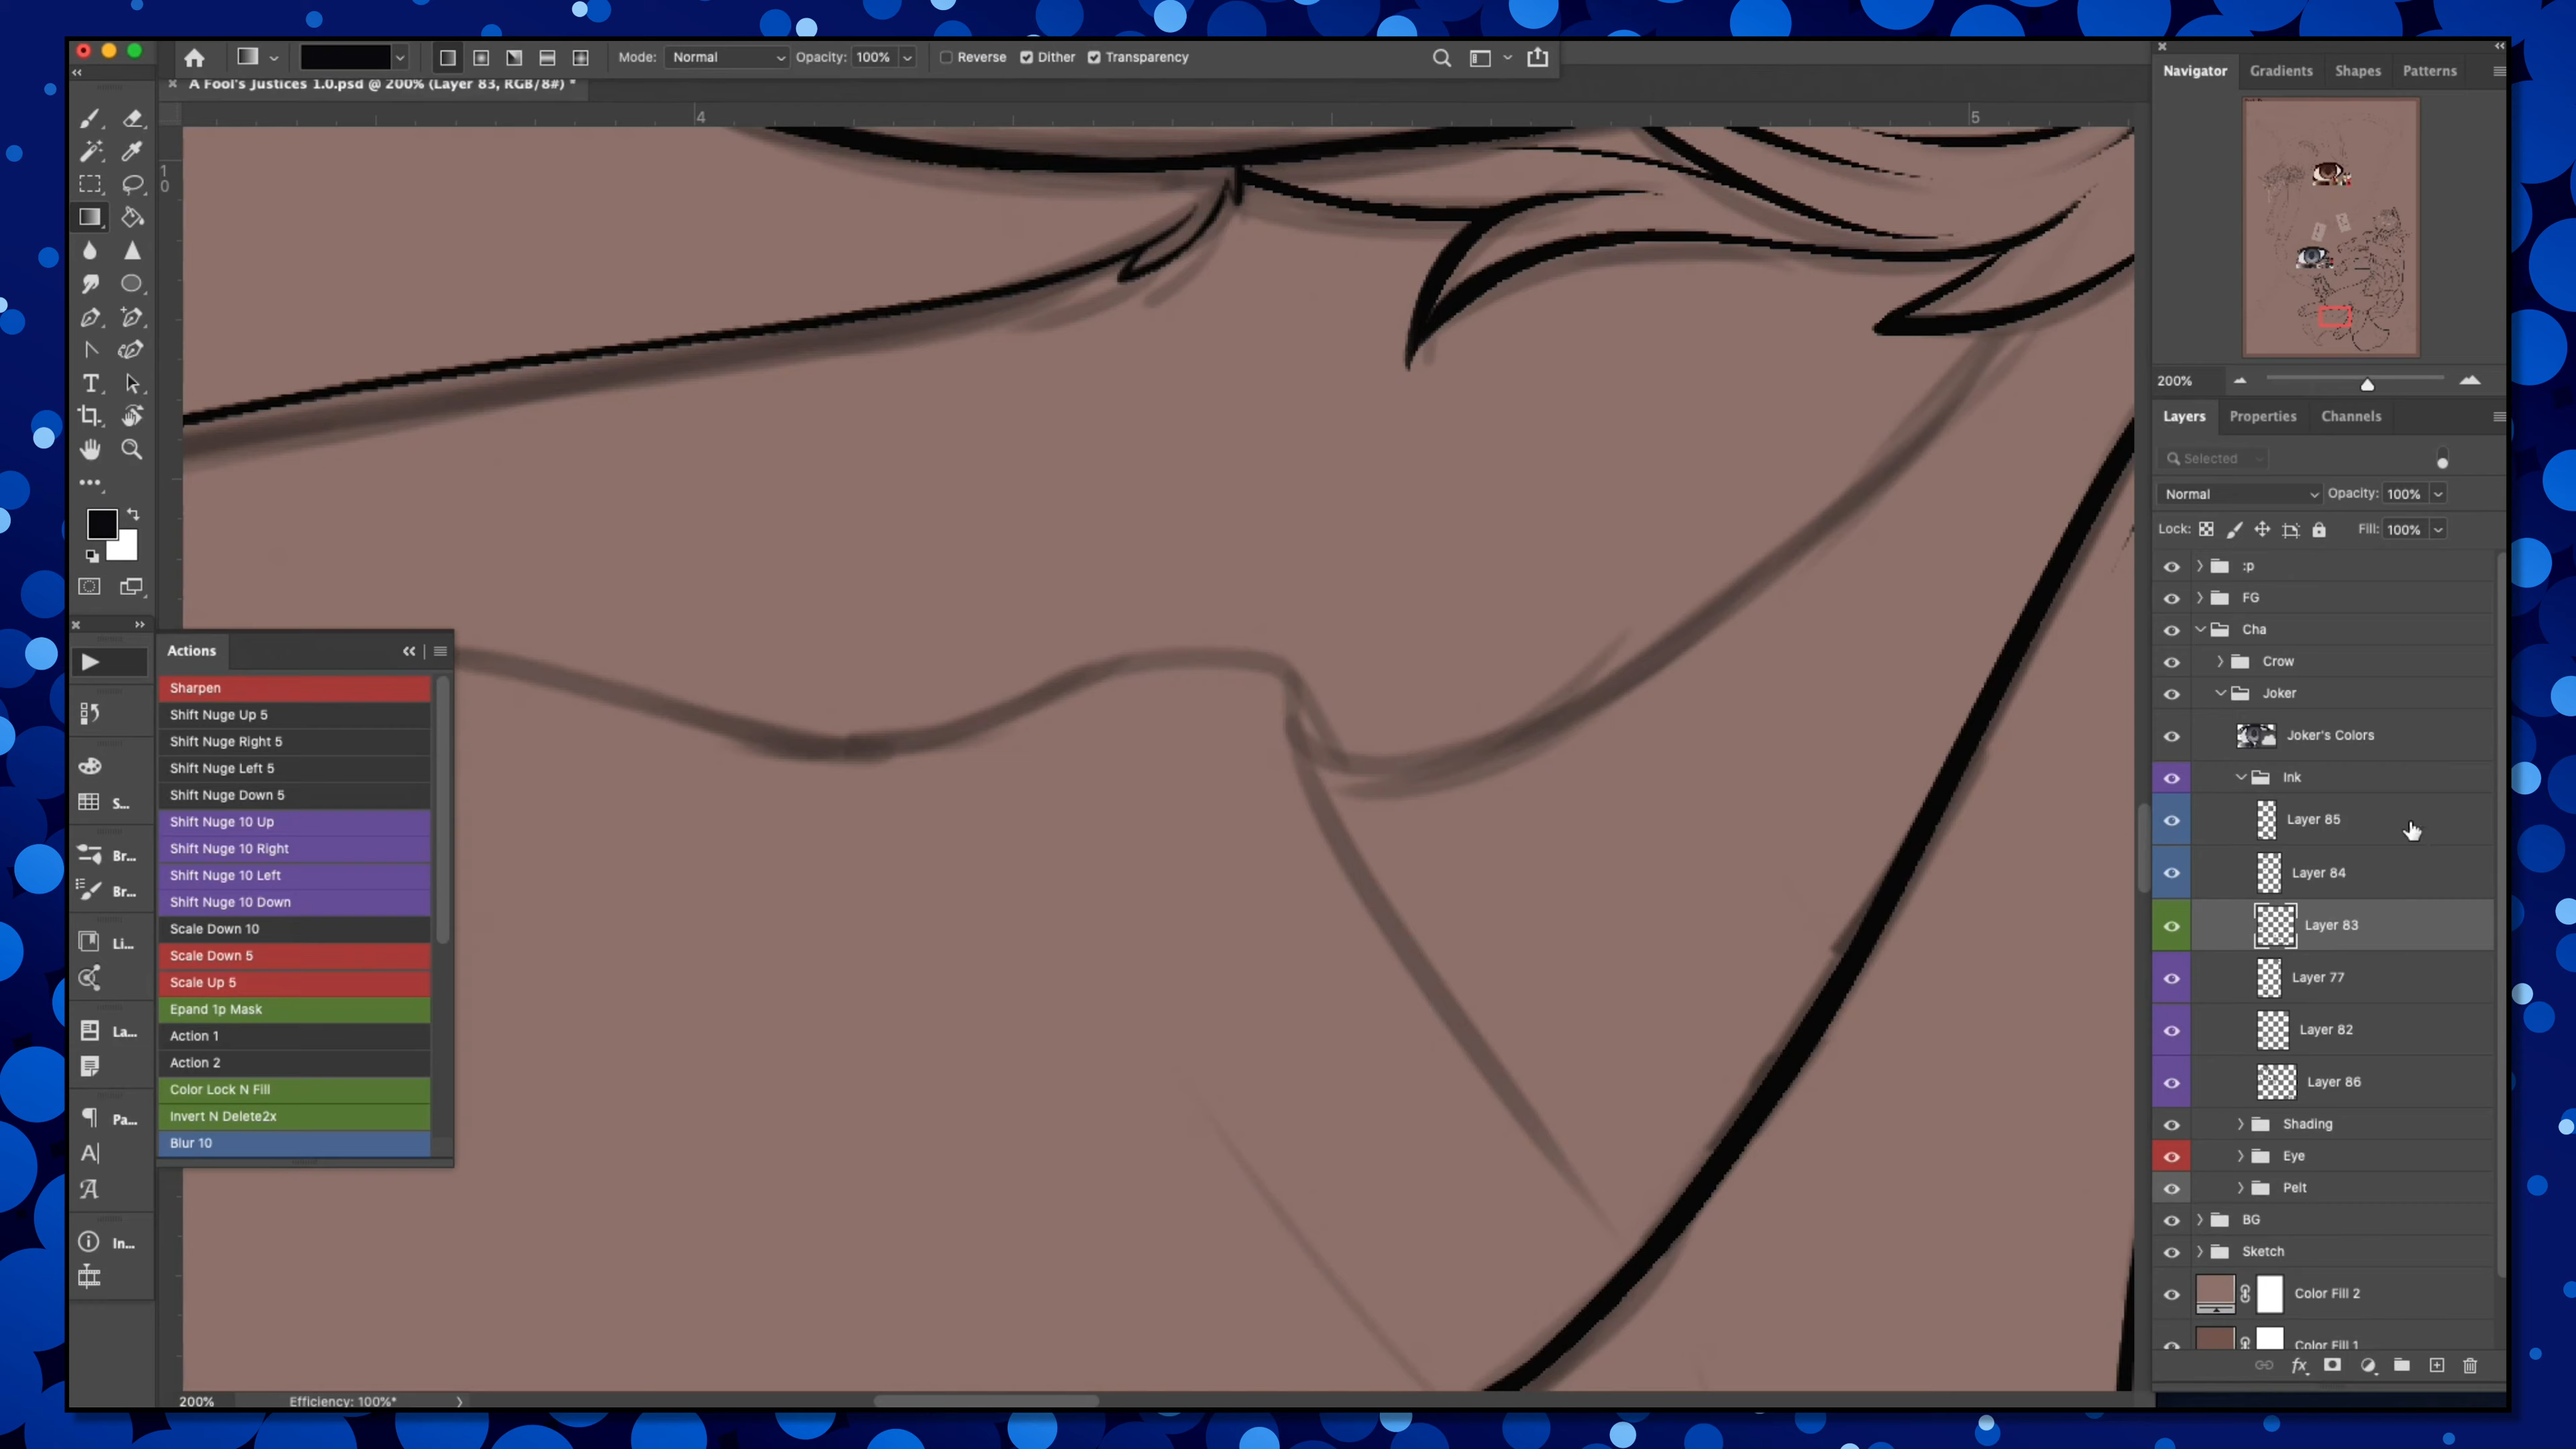 Mode: Normal Opacity: 100% Reverse Dither Transparency
A Fool's Justices 1.0.psd @ 200% (Layer 83, RGB/8#) *
4 5
1
0
Navigator Gradients Shapes Patterns
200%
Layers Properties Channels
Selected
Normal Opacity: 100%
Lock: Fill: 100%
:p
FG
Cha
Crow
Joker
Joker's Colors
Ink
Layer 85
Layer 84
Layer 83
Layer 77
Layer 82
Layer 86
Shading
Eye
Pelt
BG
Sketch
Color Fill 2
Color Fill 1
S...
Br...
Br...
Li...
La...
Pa...
In...
Actions
Sharpen
Shift Nuge Up 5
Shift Nuge Right 5
Shift Nuge Left 5
Shift Nuge Down 5
Shift Nuge 10 Up
Shift Nuge 10 Right
Shift Nuge 10 Left
Shift Nuge 10 Down
Scale Down 10
Scale Down 5
Scale Up 5
Epand 1p Mask
Action 1
Action 2
Color Lock N Fill
Invert N Delete2x
Blur 10
200% Efficiency: 100%*